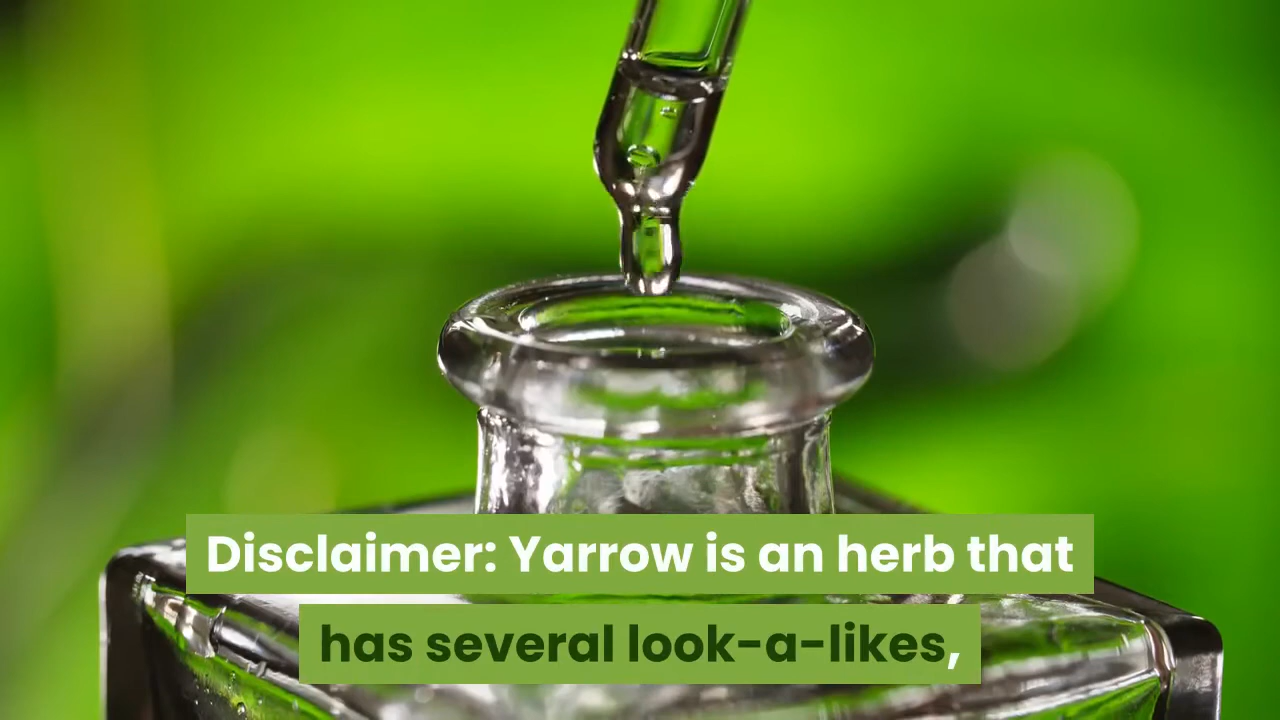 Disclaimer: Yarrow is an herb that
has several look-a-likes,